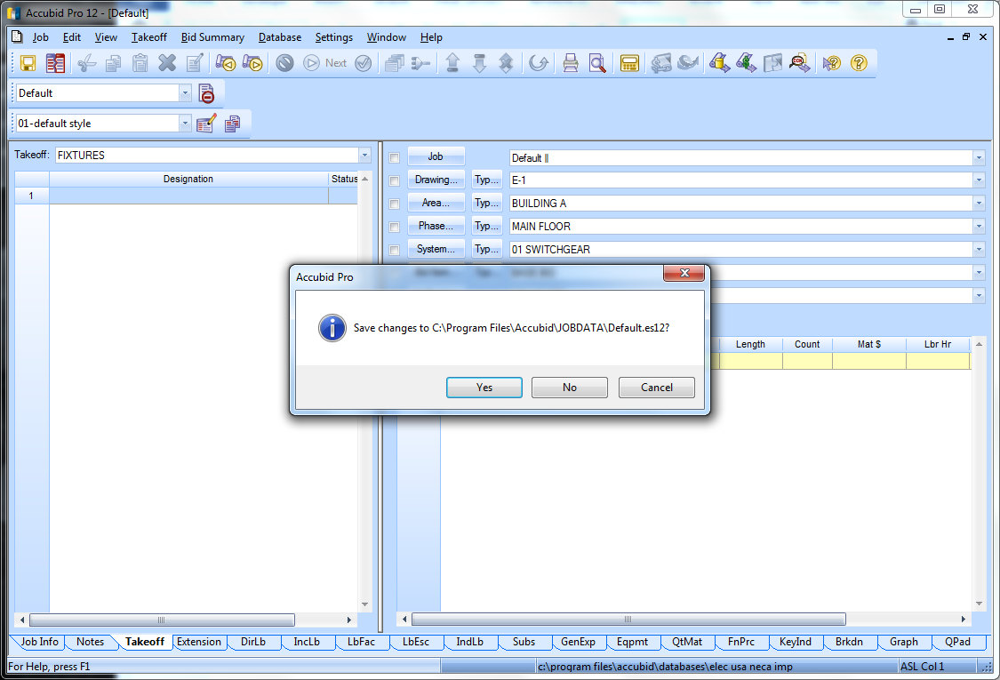 Accubid Pro 12 - [Default]
Job Edit View Takeoff Bid Summary Database Settings Window Help
Next
Default
01-default style
Takeoff: FIXTURES
Designation Status
1
Job Default
Drawing... Typ... E-1
Area... Typ... BUILDING A
Phase... Typ... MAIN FLOOR
System... Typ... 01 SWITCHGEAR
Accubid Pro
Save changes to C:\Program Files\Accubid\JOBDATA\Default.es12?
Yes No Cancel
Length Count Mat $ Lbr Hr
Job Info Notes Takeoff Extension DirLb IncLb LbFac LbEsc IndLb Subs GenExp Eqpmt QtMat FnPrc KeyInd Brkdn Graph QPad
For Help, press F1 c:\program files\accubid\databases\elec usa neca imp ASL Col 1